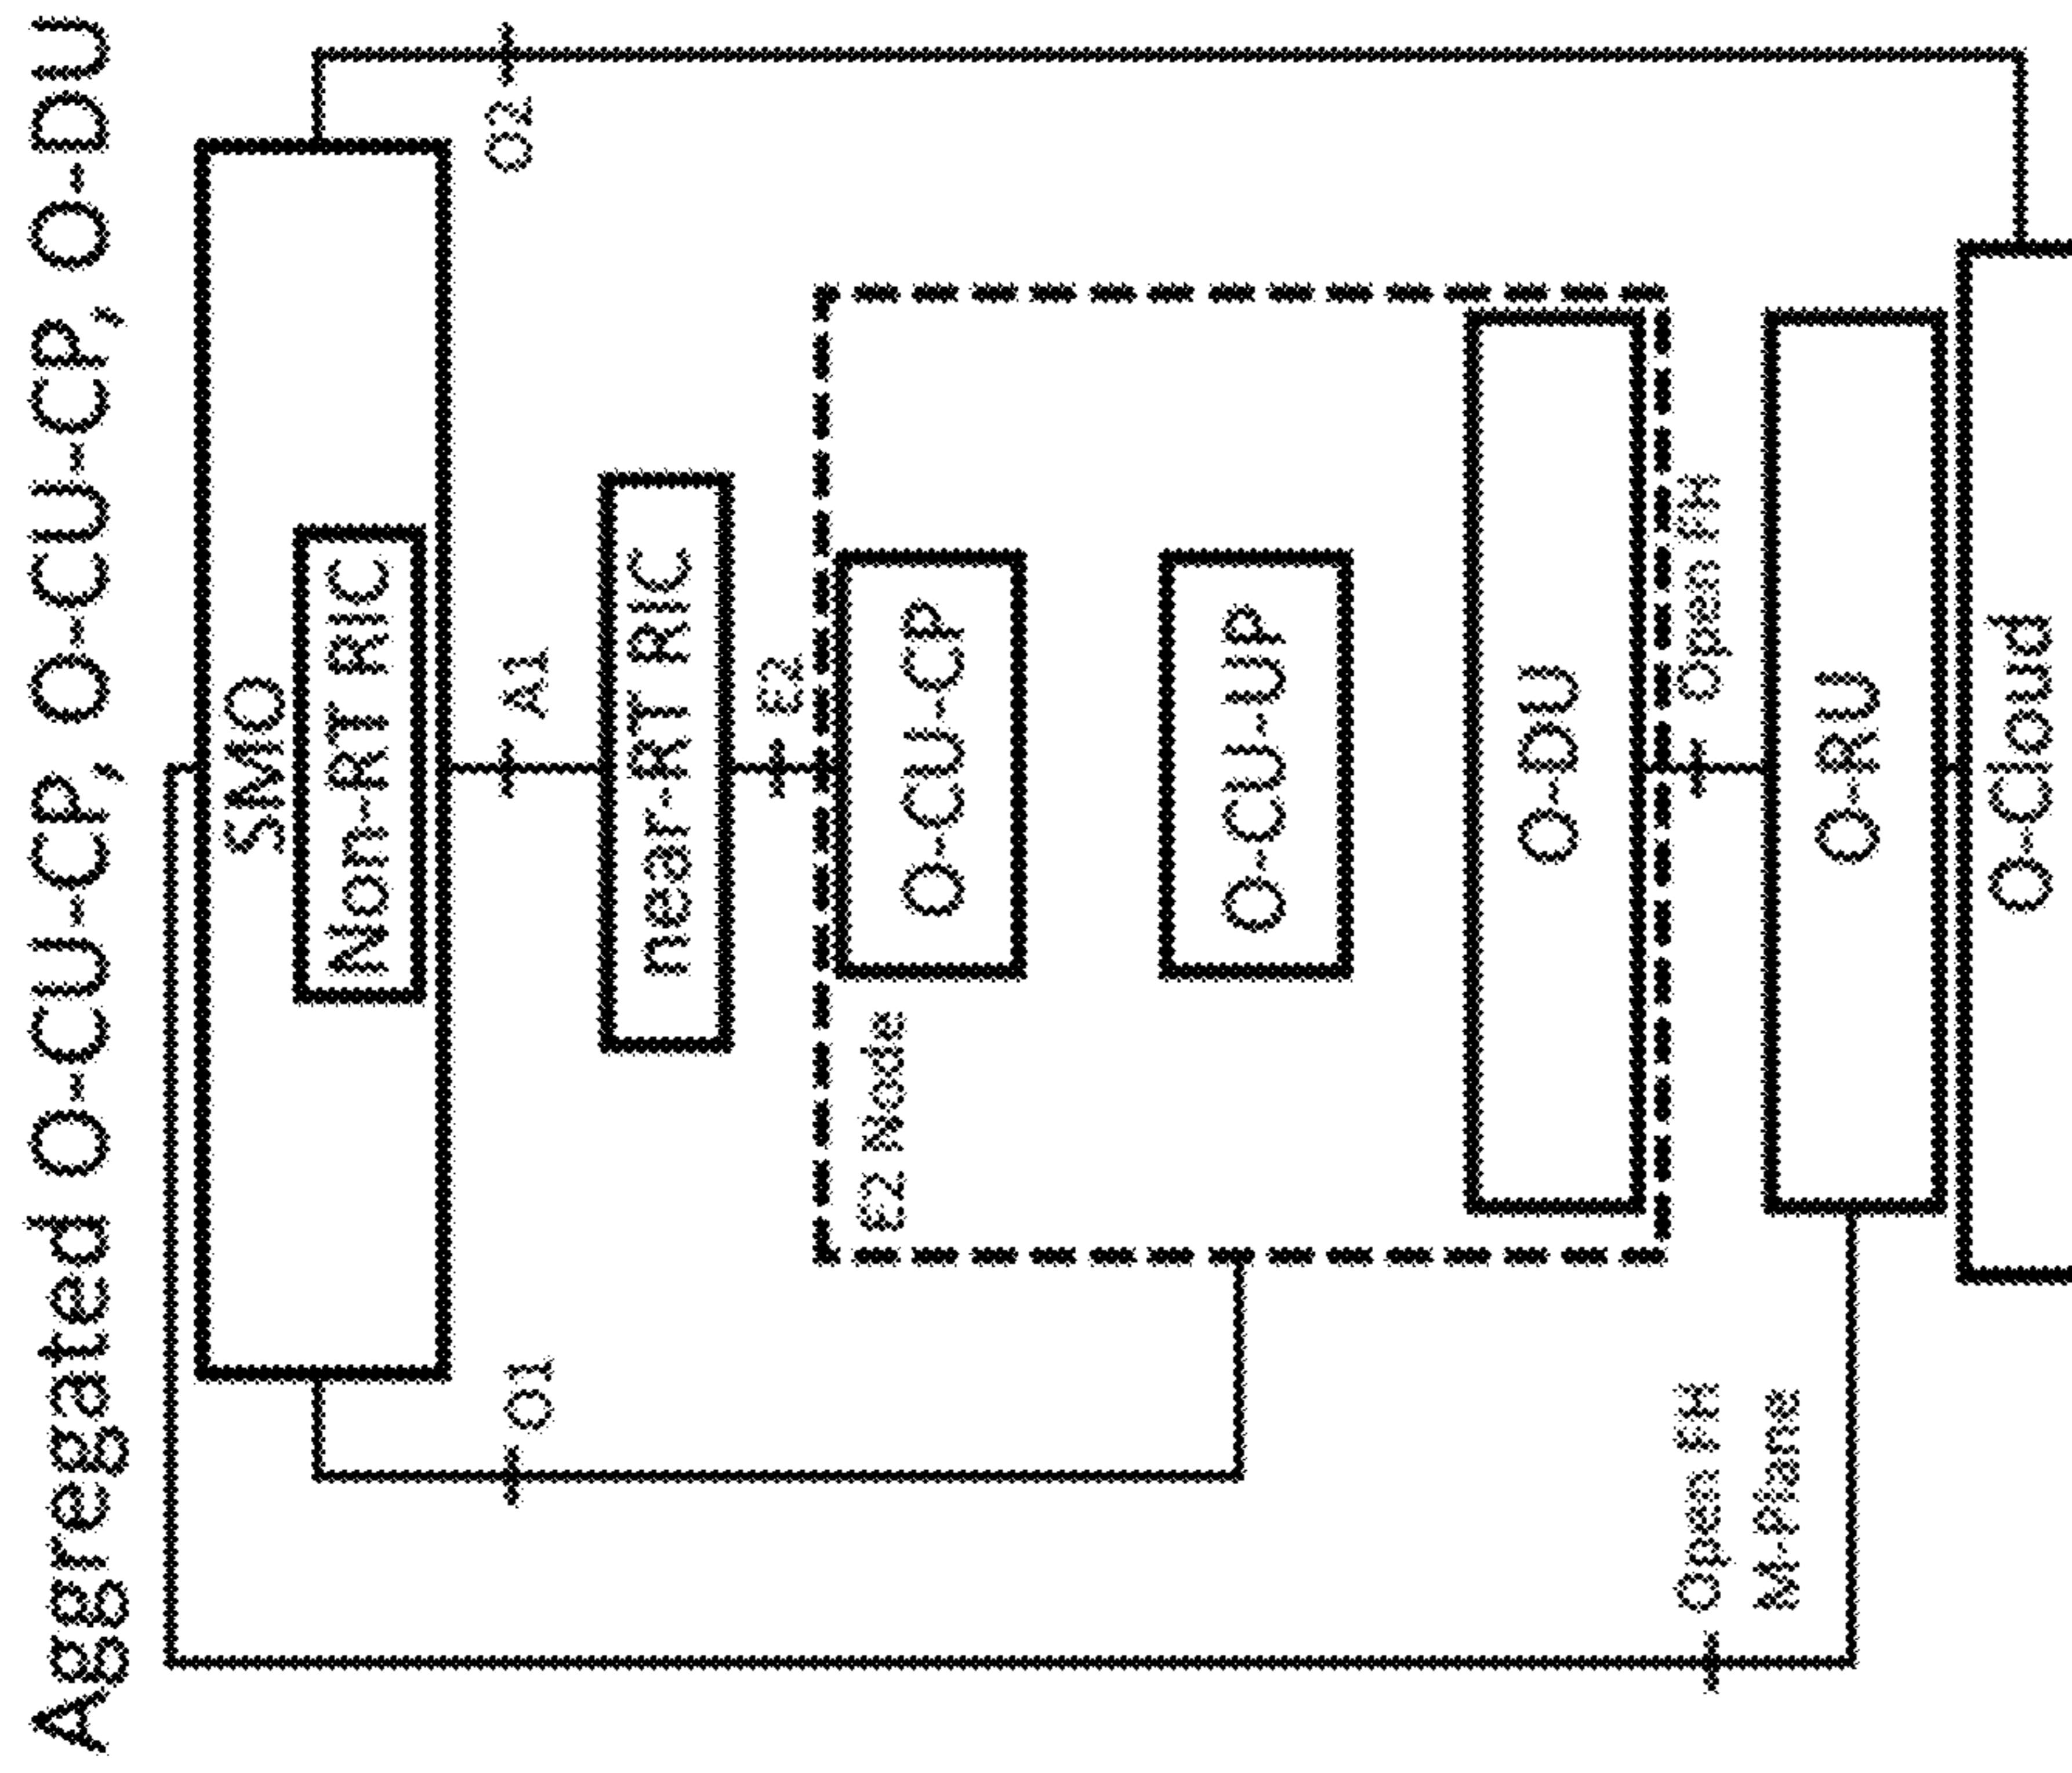 Aggregated O-CU-CP, O-CU-CP, O-DU
SMO
Non-RT RIC
O1
A1
O2
near-RT RIC
E2
E2 Node
O-CU-CP
O-CU-UP
O-DU
Open FH
M-Plane
Open FH
O-RU
O-Cloud